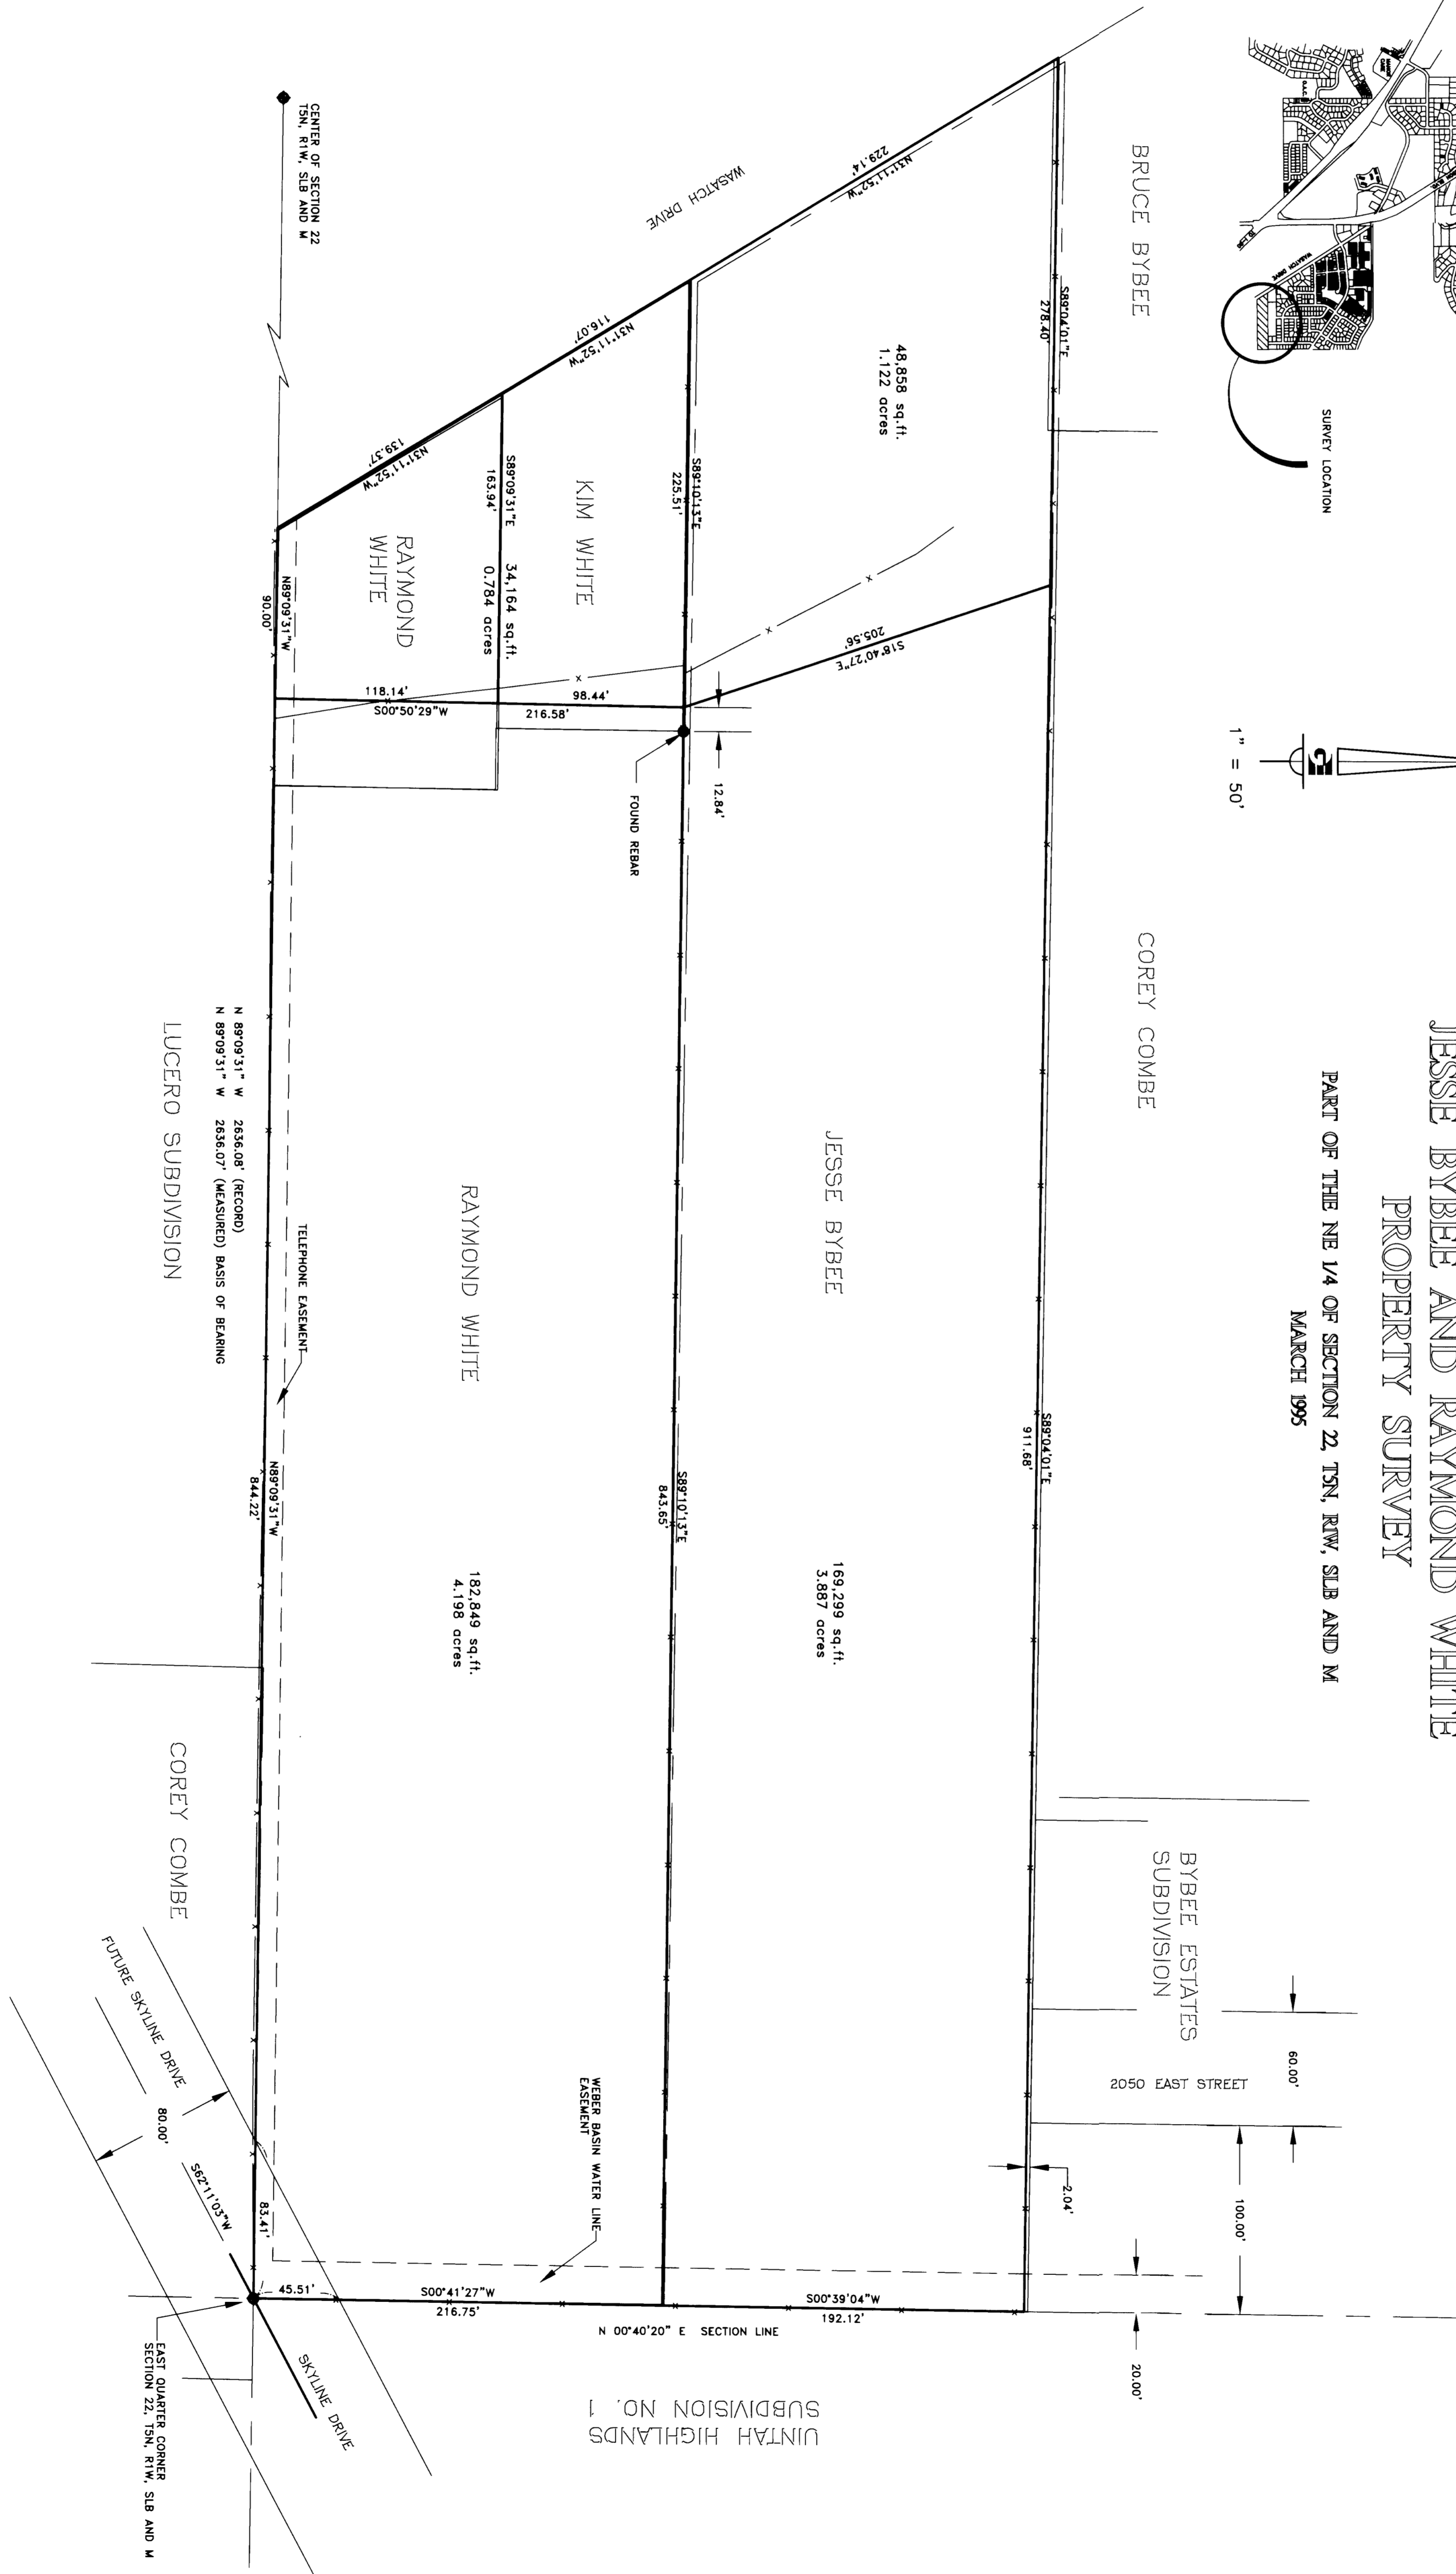 JESSE BYBEE AND RAYMOND WHITE
PROPERTY SURVEY
PART OF THE NE 1/4 OF SECTION 22, T5N, R1W, SLB AND M
MARCH 1995
SURVEY LOCATION
WASATCH DRIVE
1" = 50'
BRUCE BYBEE
COREY COMBE
BYBEE ESTATES
SUBDIVISION
2050 EAST STREET
60.00'
100.00'
20.00'
2.04'
S89°04'01"E
278.40'
S89°04'01"E
911.68'
48,858 sq.ft.
1.122 acres
N31°11'52"W
229.14'
WASATCH DRIVE
S18°40'27"E
205.56'
JESSE BYBEE
169,299 sq.ft.
3.887 acres
S00°39'04"W
192.12'
S89°10'13"E
225.51'
12.84'
FOUND REBAR
S89°10'13"E
843.65'
N31°11'52"W
116.07'
KIM WHITE
34,164 sq.ft.
0.784 acres
S89°09'31"E
163.94'
98.44'
216.58'
118.14'
S00°50'29"W
RAYMOND
WHITE
N31°11'52"W
139.37'
RAYMOND WHITE
182,849 sq.ft.
4.198 acres
WEBER BASIN WATER LINE
EASEMENT
S00°41'27"W
216.75'
45.51'
N 00°40'20" E SECTION LINE
UINTAH HIGHLANDS
SUBDIVISION NO. 1
CENTER OF SECTION 22
T5N, R1W, SLB AND M
N89°09'31"W
90.00'
TELEPHONE EASEMENT
N89°09'31"W
844.22'
83.41'
N 89°09'31" W 2636.08' (RECORD)
N 89°09'31" W 2636.07' (MEASURED) BASIS OF BEARING
LUCERO SUBDIVISION
COREY COMBE
FUTURE SKYLINE DRIVE
80.00'
S62°11'03"W
SKYLINE DRIVE
EAST QUARTER CORNER
SECTION 22, T5N, R1W, SLB AND M